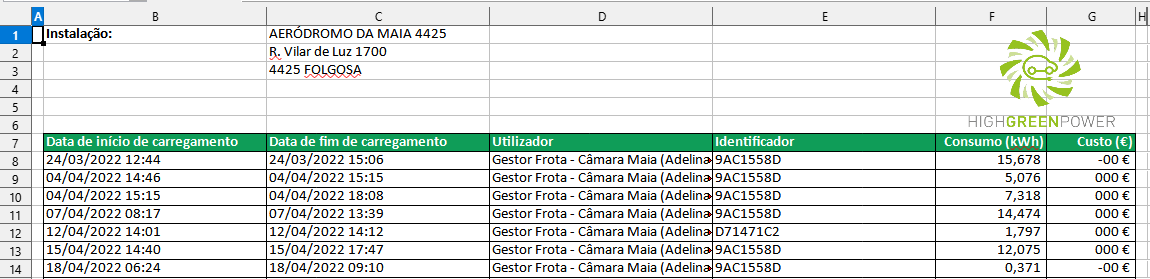 A B C D E F G H
1 Instalação: AERÓDROMO DA MAIA 4425
2 R. Vilar de Luz 1700
3 4425 FOLGOSA
4
5
6 HIGHGREENPOWER
7 Data de início de carregamento Data de fim de carregamento Utilizador Identificador Consumo (kWh) Custo (€)
8 24/03/2022 12:44 24/03/2022 15:06 Gestor Frota - Câmara Maia (Adelina 9AC1558D 15,678 -00 €
9 04/04/2022 14:46 04/04/2022 15:15 Gestor Frota - Câmara Maia (Adelina 9AC1558D 5,076 000 €
10 04/04/2022 15:15 04/04/2022 18:08 Gestor Frota - Câmara Maia (Adelina 9AC1558D 7,318 000 €
11 07/04/2022 08:17 07/04/2022 13:39 Gestor Frota - Câmara Maia (Adelina 9AC1558D 14,474 000 €
12 12/04/2022 14:01 12/04/2022 14:12 Gestor Frota - Câmara Maia (Adelina D71471C2 1,797 000 €
13 15/04/2022 14:40 15/04/2022 17:47 Gestor Frota - Câmara Maia (Adelina 9AC1558D 12,075 000 €
14 18/04/2022 06:24 18/04/2022 09:10 Gestor Frota - Câmara Maia (Adelina 9AC1558D 0,371 -00 €